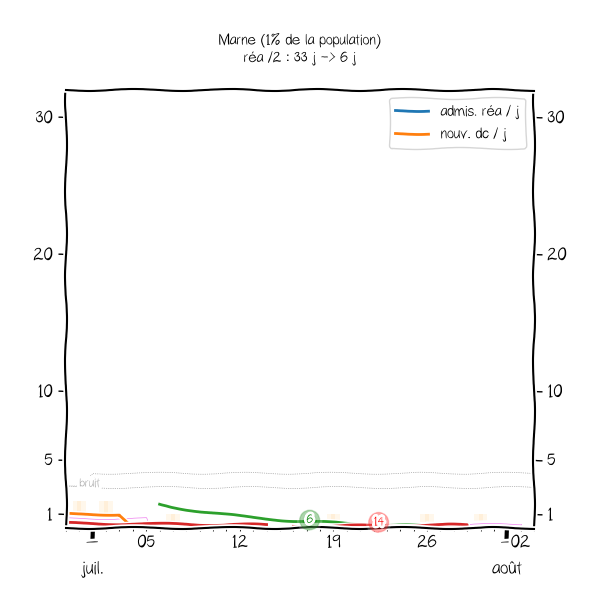 Marne (1% de la population)
réa /2 : 33 j -> 6 j
admis. réa / j
nouv. dc / j
30
30
20
20
10
10
5
5
bruit
1
1
6
14
05
12
19
26
02
juil.
août